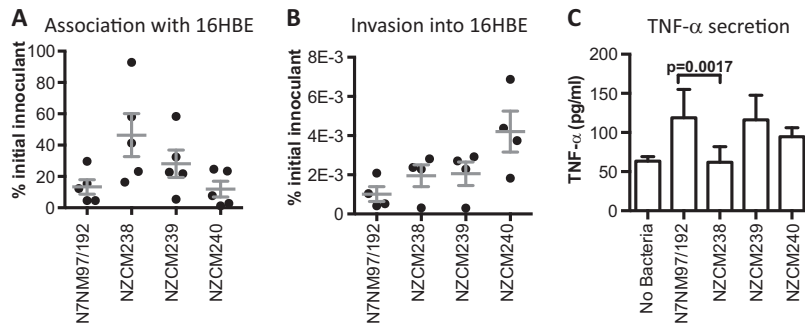 A Association with 16HBE
% initial innoculant
100
80
60
40
20
0
N7NM97/192
NZCM238
NZCM239
NZCM240
B Invasion into 16HBE
% initial innoculant
8E-3
6E-3
4E-3
2E-3
0
N7NM97/192
NZCM238
NZCM239
NZCM240
C TNF-α secretion
TNF-α (pg/ml)
200
150
100
50
0
p=0.0017
No Bacteria
N7NM97/192
NZCM238
NZCM239
NZCM240